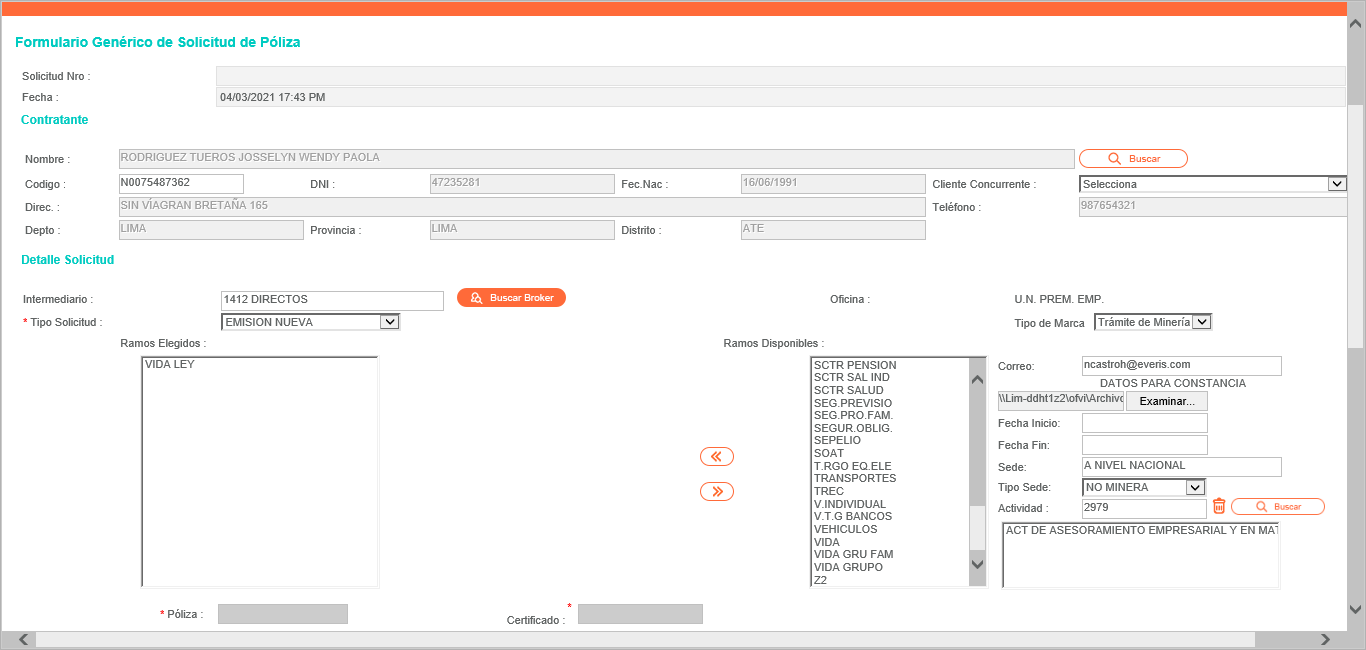 Formulario Genérico de Solicitud de Póliza
Solicitud Nro :
Fecha : 04/03/2021 17:43 PM
Contratante
Nombre : RODRIGUEZ TUEROS JOSSELYN WENDY PAOLA Buscar
Codigo : N0075487362 DNI : 47235281 Fec.Nac : 16/06/1991 Cliente Concurrente : Selecciona
Direc. : SIN VÍAGRAN BRETAÑA 165 Teléfono : 987654321
Depto : LIMA Provincia : LIMA Distrito : ATE
Detalle Solicitud
Intermediario : 1412 DIRECTOS Buscar Broker Oficina : U.N. PREM. EMP.
* Tipo Solicitud : EMISION NUEVA Tipo de Marca Trámite de Minería
Ramos Elegidos : Ramos Disponibles :
VIDA LEY
SCTR PENSION
SCTR SAL IND
SCTR SALUD
SEG.PREVISIO
SEG.PRO.FAM.
SEGUR.OBLIG.
SEPELIO
SOAT
T.RGO EQ.ELE
TRANSPORTES
TREC
V.INDIVIDUAL
V.T.G BANCOS
VEHICULOS
VIDA
VIDA GRU FAM
VIDA GRUPO
Z2
Correo: ncastroh@everis.com
DATOS PARA CONSTANCIA
\\Lim-ddht1z2\ofvi\Archivo Examinar...
Fecha Inicio:
Fecha Fin:
Sede: A NIVEL NACIONAL
Tipo Sede: NO MINERA
Actividad : 2979 Buscar
ACT DE ASESORAMIENTO EMPRESARIAL Y EN MAT
* Póliza : * Certificado :